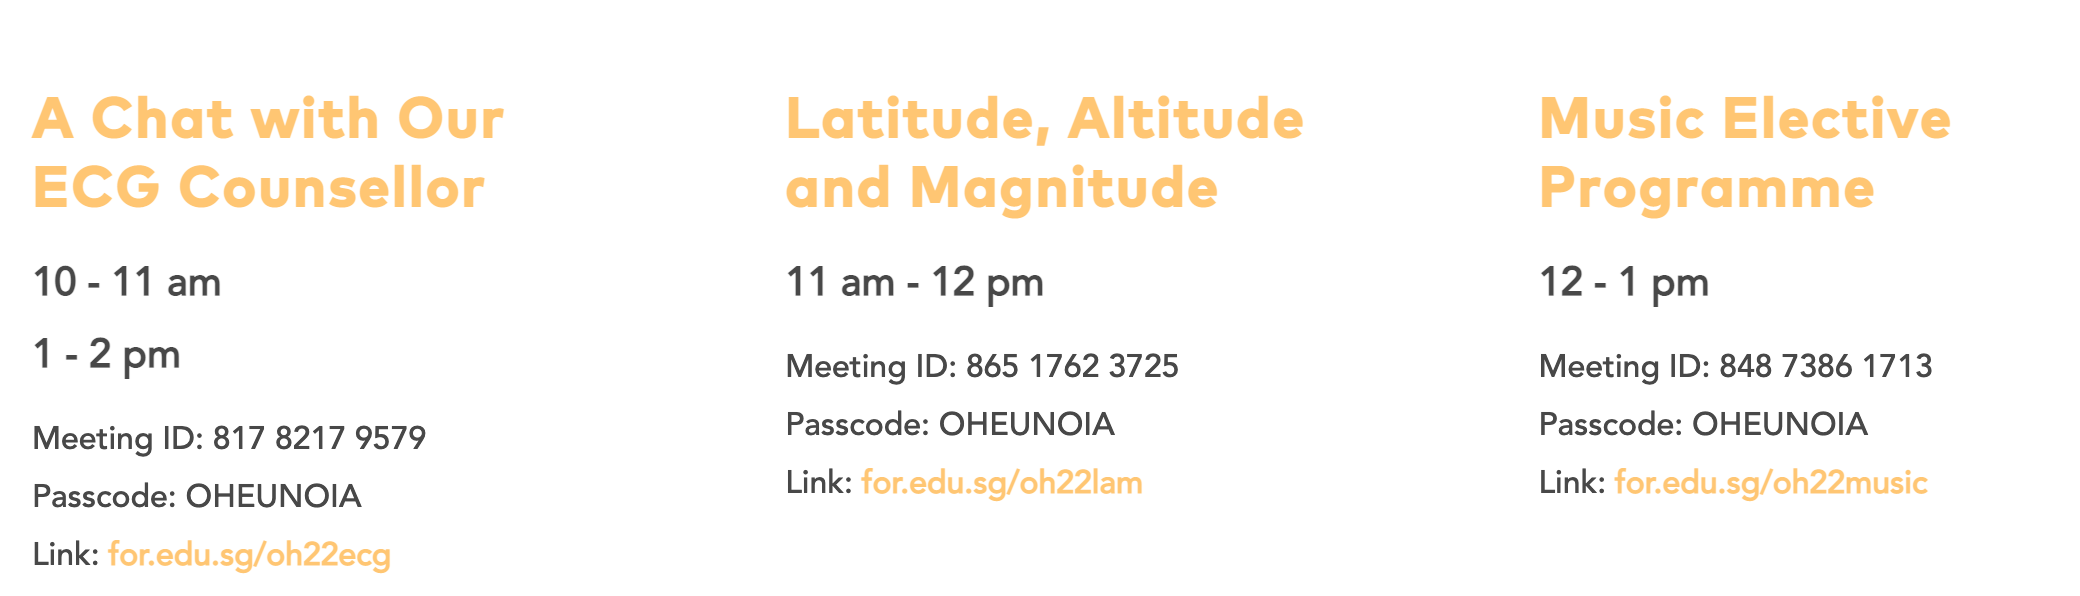 A Chat with Our
ECG Counsellor
10 - 11 am
1 - 2 pm
Meeting ID: 817 8217 9579
Passcode: OHEUNOIA
Link: for.edu.sg/oh22ecg
Latitude, Altitude
and Magnitude
11 am - 12 pm
Meeting ID: 865 1762 3725
Passcode: OHEUNOIA
Link: for.edu.sg/oh22lam
Music Elective
Programme
12 - 1 pm
Meeting ID: 848 7386 1713
Passcode: OHEUNOIA
Link: for.edu.sg/oh22music